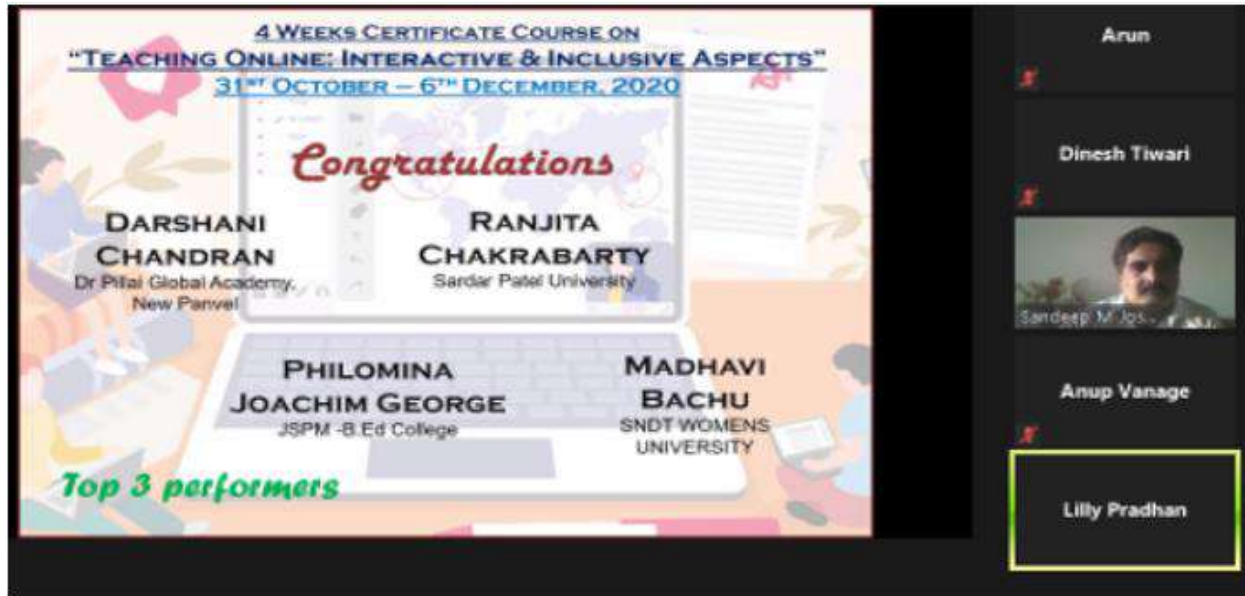 4 WEEKS CERTIFICATE COURSE ON
"TEACHING ONLINE: INTERACTIVE & INCLUSIVE ASPECTS"
31ST OCTOBER – 6TH DECEMBER, 2020
Congratulations
DARSHANI
CHANDRAN
Dr Pillai Global Academy,
New Panvel
RANJITA
CHAKRABARTY
Sardar Patel University
PHILOMINA
JOACHIM GEORGE
JSPM -B.Ed College
MADHAVI
BACHU
SNDT WOMENS
UNIVERSITY
Top 3 performers
Arun
Dinesh Tiwari
Sandeep M Jos...
Anup Vanage
Lilly Pradhan